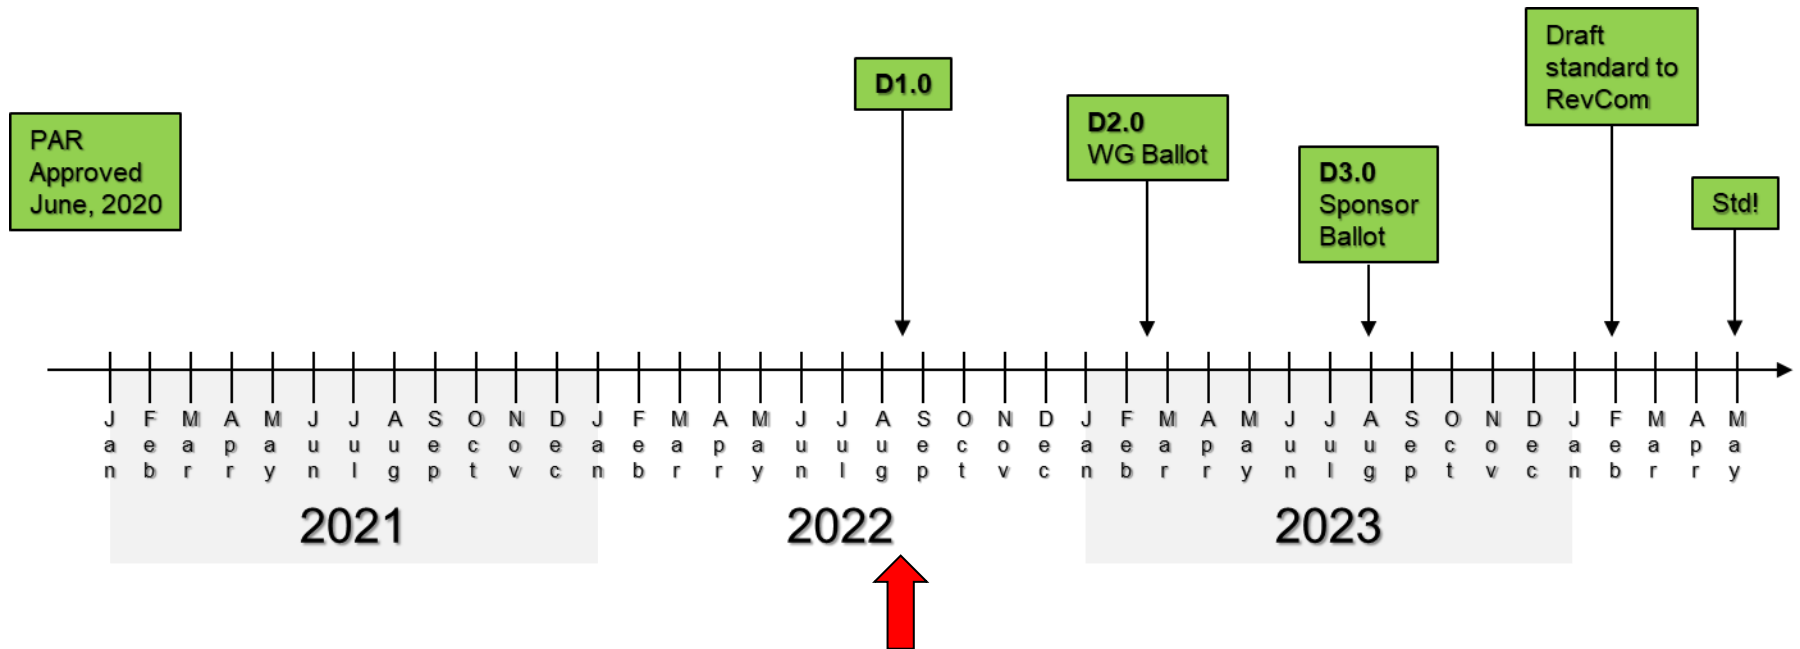 PAR
Approved
June, 2020
D1.0
D2.0
WG Ballot
D3.0
Sponsor
Ballot
Draft
standard to
RevCom
Std!
Jan Feb Mar Apr May Jun Jul Aug Sep Oct Nov Dec Jan Feb Mar Apr May Jun Jul Aug Sep Oct Nov Dec Jan Feb Mar Apr May Jun Jul Aug Sep Oct Nov Dec Jan Feb Mar Apr May
2021 2022 2023